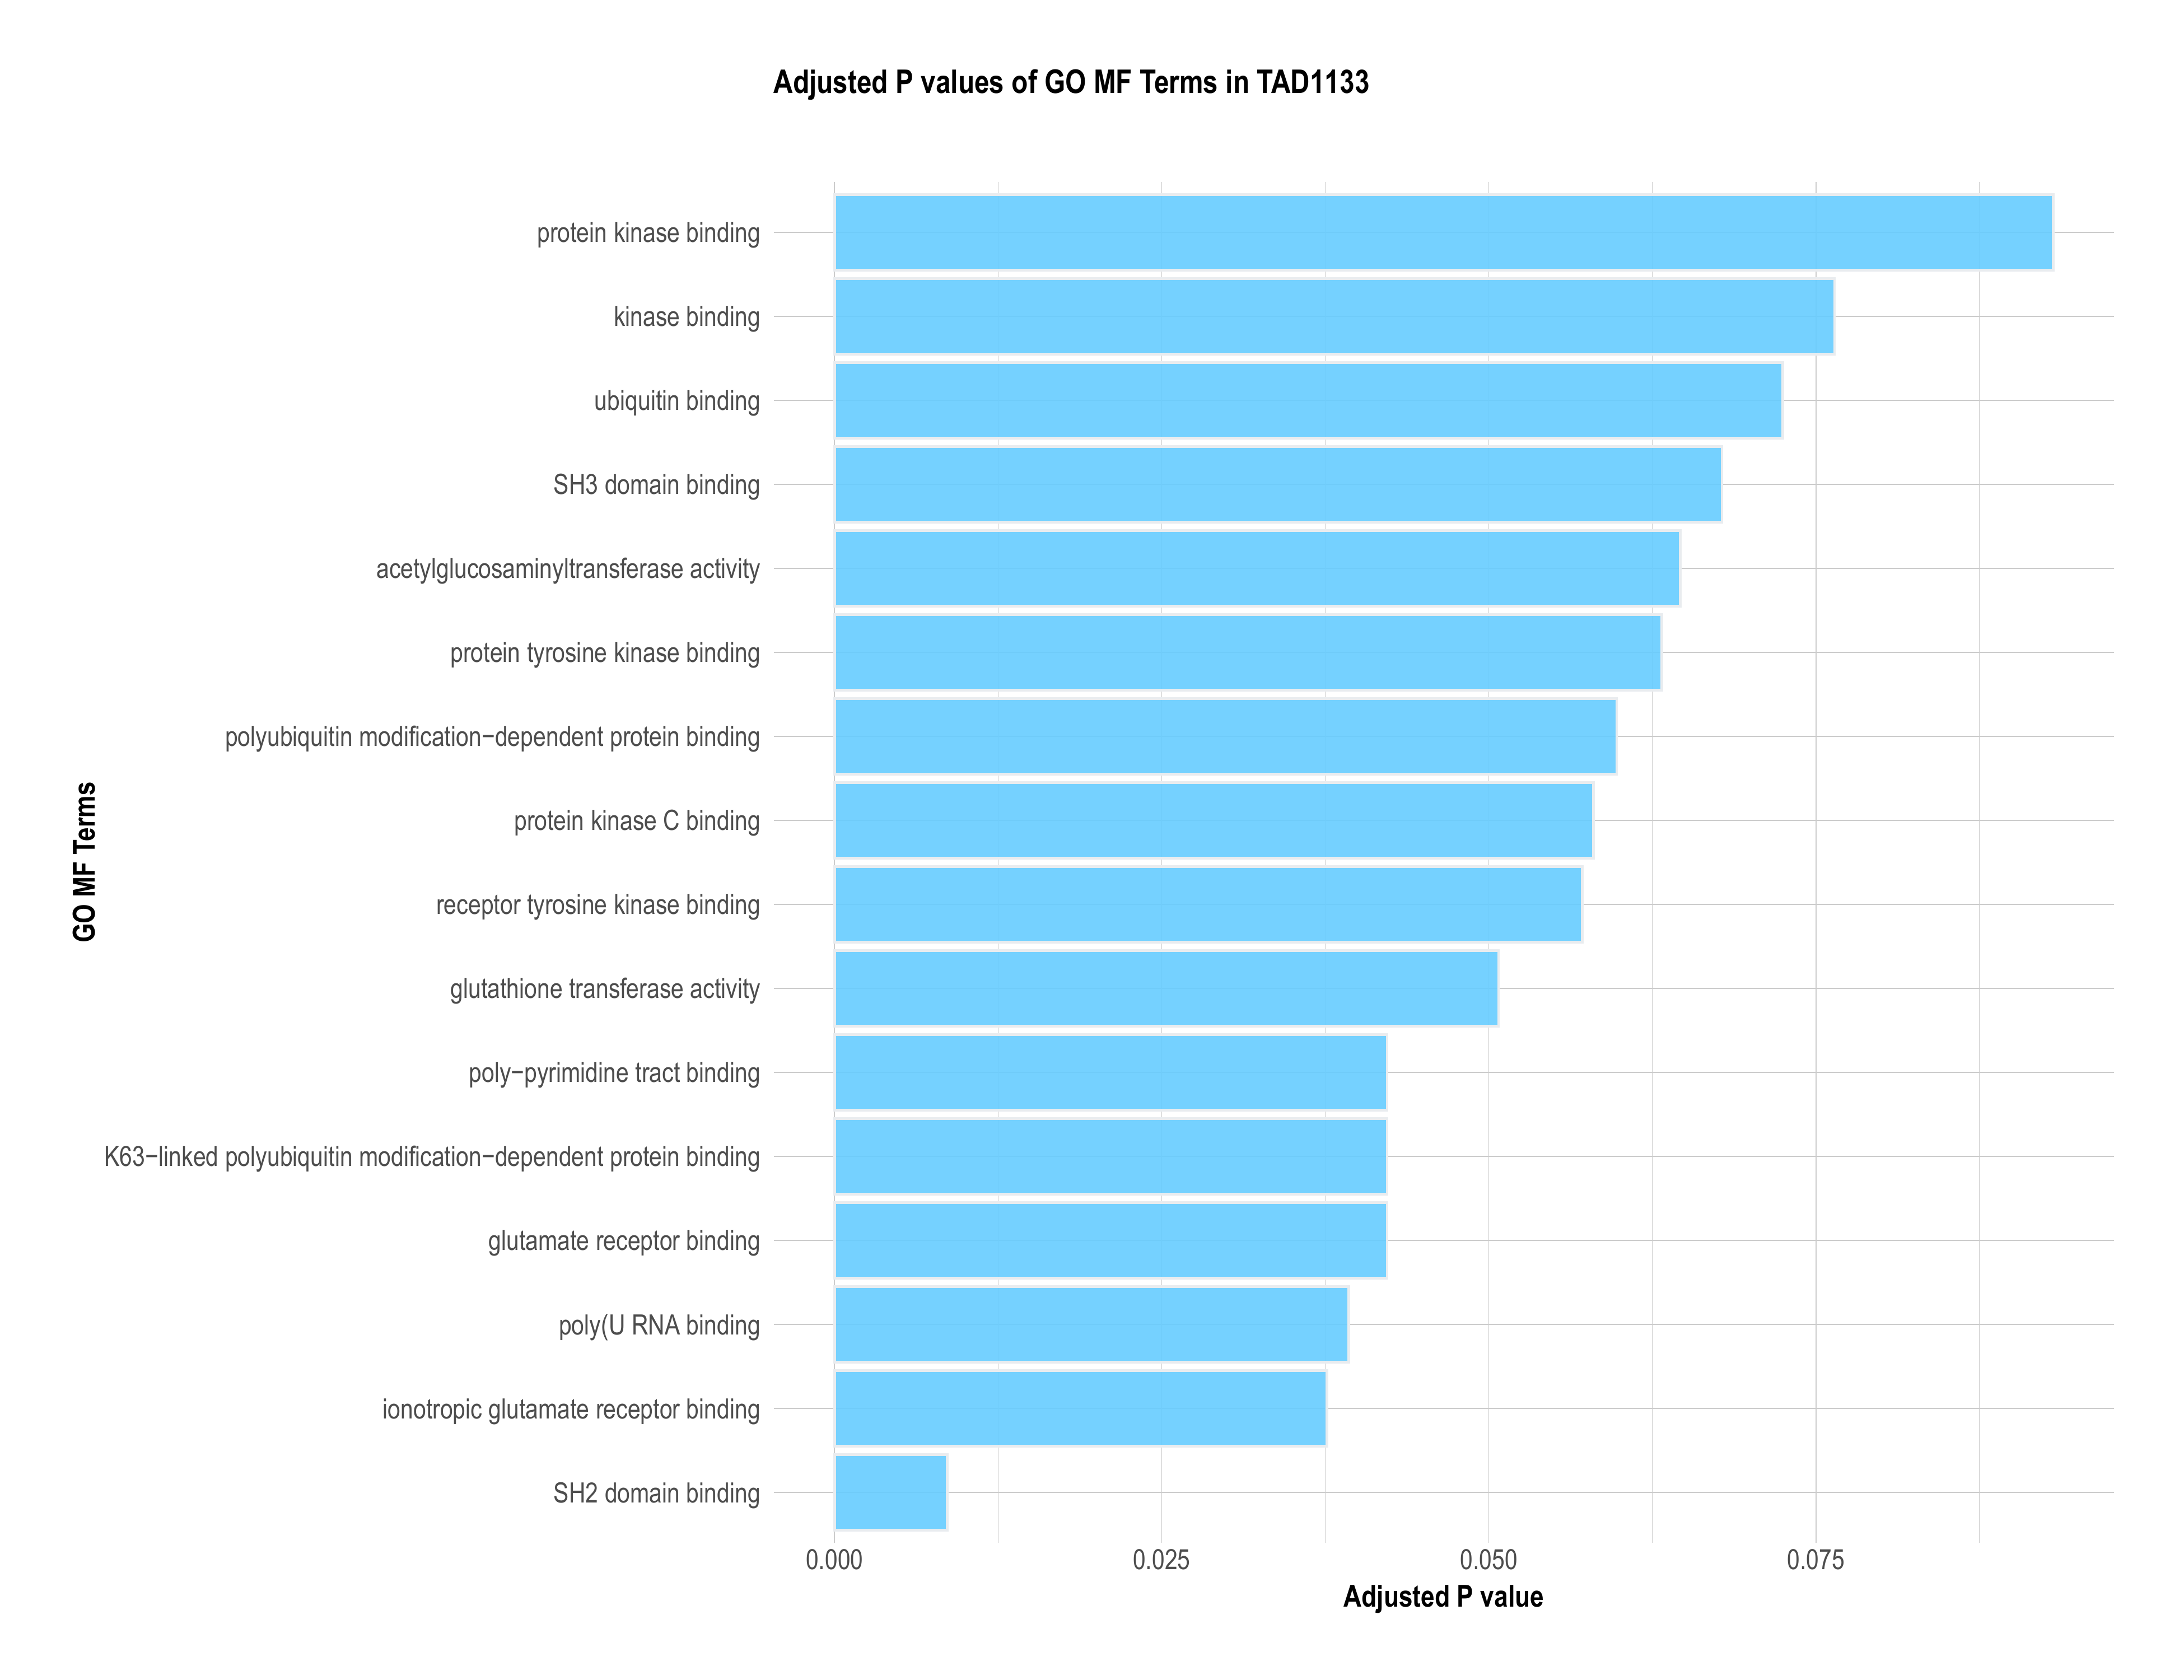 Adjusted P values of GO MF Terms in TAD1133
protein kinase binding
kinase binding
ubiquitin binding
SH3 domain binding
acetylglucosaminyltransferase activity
protein tyrosine kinase binding
polyubiquitin modification−dependent protein binding
protein kinase C binding
receptor tyrosine kinase binding
glutathione transferase activity
poly−pyrimidine tract binding
K63−linked polyubiquitin modification−dependent protein binding
glutamate receptor binding
poly(U RNA binding
ionotropic glutamate receptor binding
SH2 domain binding
GO MF Terms
0.000 0.025 0.050 0.075
Adjusted P value